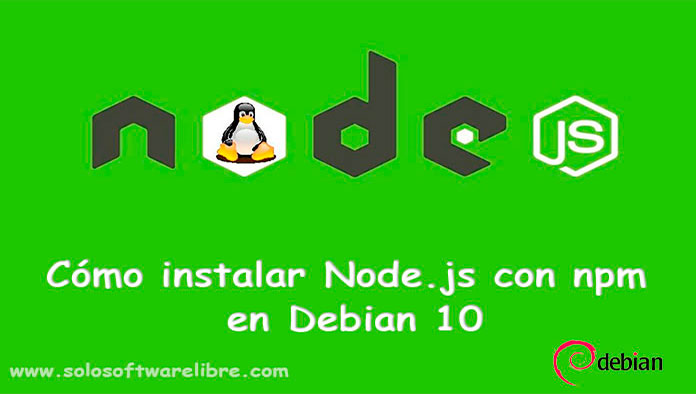 node JS
Cómo instalar Node.js con npm
en Debian 10
www.solosoftwarelibre.com
debian